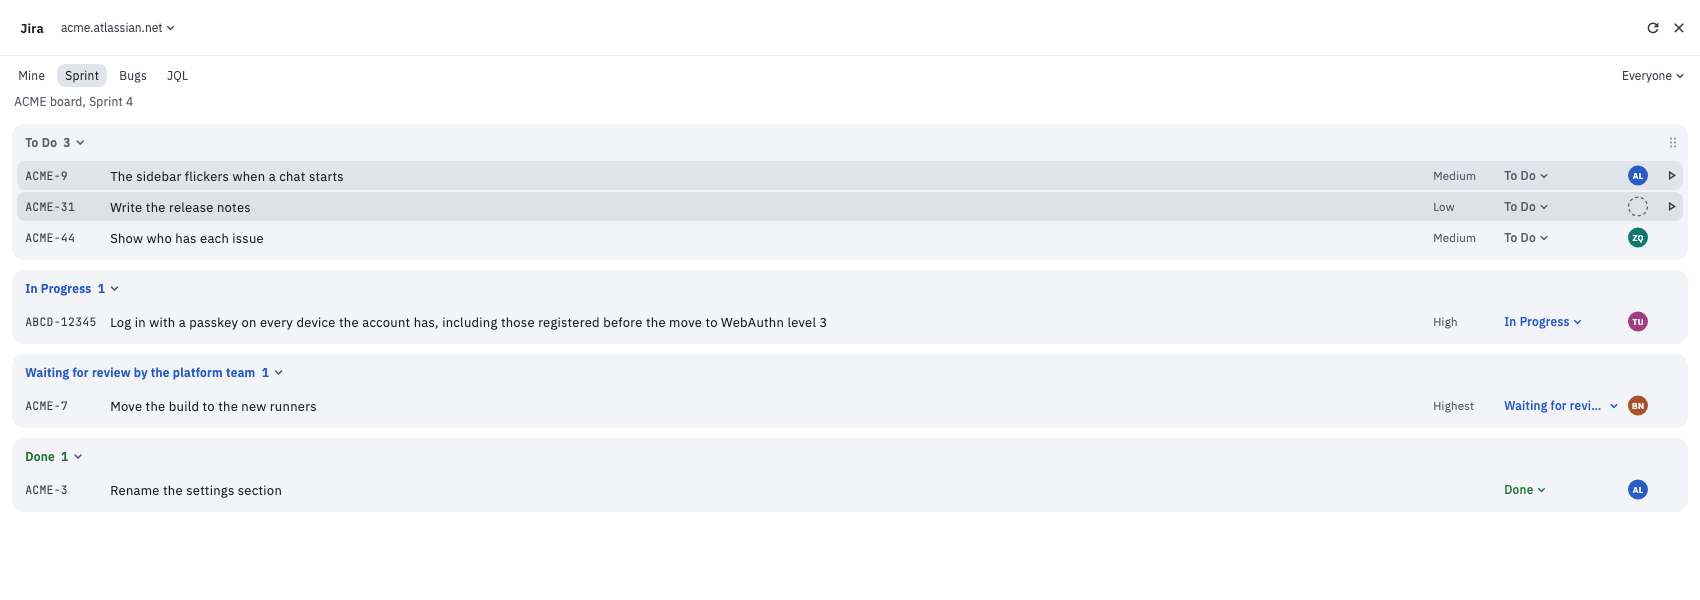 Jira acme.atlassian.net
Mine Sprint Bugs JQL Everyone
ACME board, Sprint 4
To Do 3
ACME-9 The sidebar flickers when a chat starts Medium To Do AL
ACME-31 Write the release notes Low To Do
ACME-44 Show who has each issue Medium To Do ZQ
In Progress 1
ABCD-12345 Log in with a passkey on every device the account has, including those registered before the move to WebAuthn level 3 High In Progress TU
Waiting for review by the platform team 1
ACME-7 Move the build to the new runners Highest Waiting for revi... BN
Done 1
ACME-3 Rename the settings section Done AL